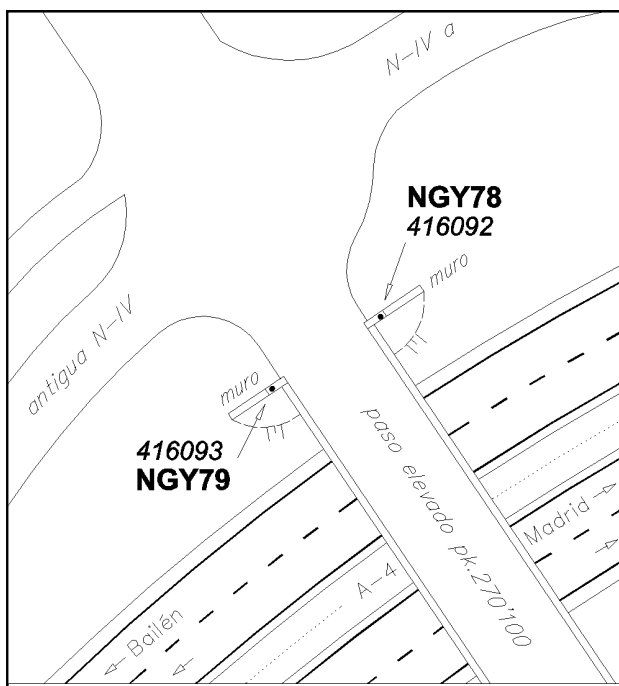 N-IV a
NGY78
416092
muro
antigua N-IV
muro
416093
NGY79
paso elevado pk.270'100
Madrid
A-4
Bailén